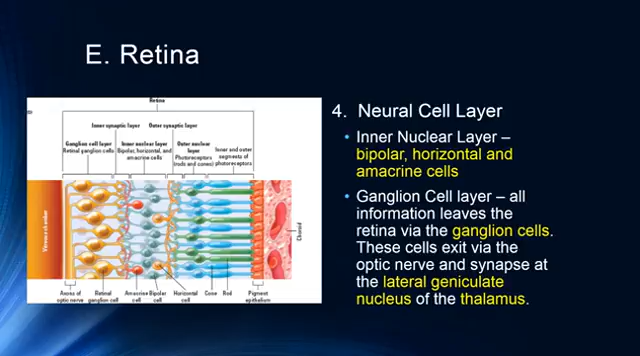 E. Retina
Retina
Inner synaptic layer Outer synaptic layer
Ganglion cell layer
Retinal ganglion cells
Inner nuclear layer
Bipolar, horizontal, and
amacrine cells
Outer nuclear
layer
Photoreceptors
(rods and cones)
Inner and outer
segments of
photoreceptors
Vitreous chamber
Choroid
Axons of
optic nerve
Retinal
ganglion cell
Amacrine
cell
Bipolar
cell
Horizontal
cell
Cone
Rod
Pigment
epithelium
4. Neural Cell Layer
• Inner Nuclear Layer –
bipolar, horizontal and
amacrine cells
• Ganglion Cell layer – all
information leaves the
retina via the ganglion cells.
These cells exit via the
optic nerve and synapse at
the lateral geniculate
nucleus of the thalamus.